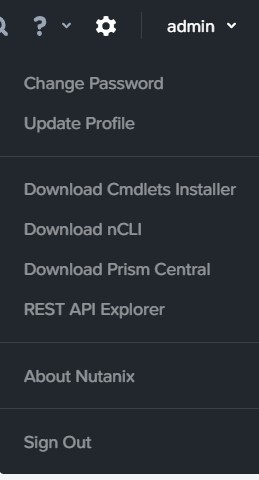 ?
admin
Change Password
Update Profile
Download Cmdlets Installer
Download nCLI
Download Prism Central
REST API Explorer
About Nutanix
Sign Out